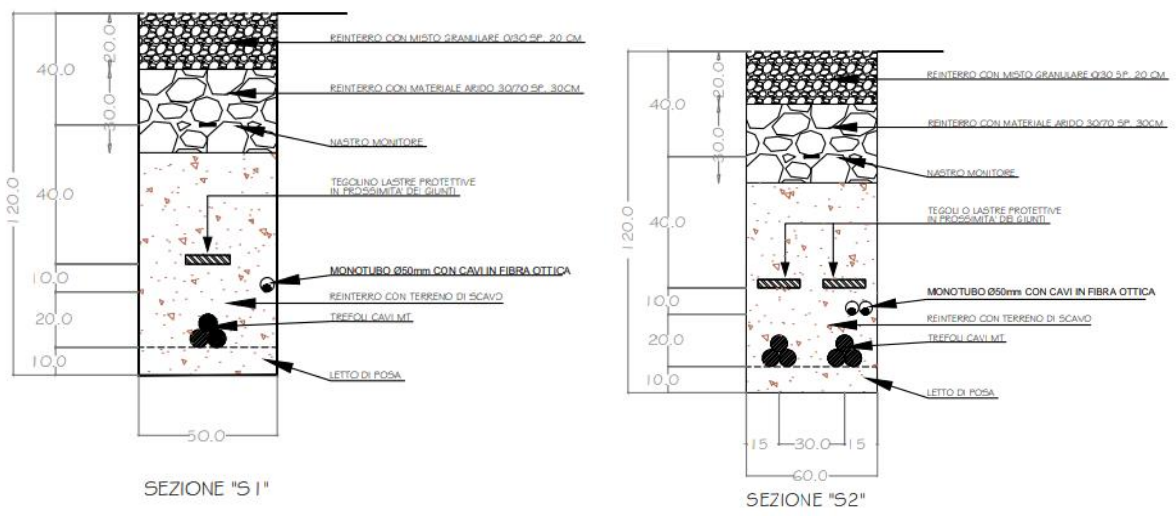 REINTERRO CON MISTO GRANULARE 0/30 SP. 20 CM
REINTERRO CON MATERIALE ARIDO 30/70 SP. 30CM
NASTRO MONITORE
TEGOLINO LASTRE PROTETTIVE
IN PROSSIMITA' DEI GIUNTI
MONOTUBO Ø50mm CON CAVI IN FIBRA OTTICA
REINTERRO CON TERRENO DI SCAVO
TREFOLI CAVI MT
LETTO DI POSA
120.0
40.0
40.0
10.0
20.0
10.0
20.0
30.0
50.0
SEZIONE "S1"
REINTERRO CON MISTO GRANULARE 0/30 SP. 20 CM
REINTERRO CON MATERIALE ARIDO 30/70 SP. 30CM
NASTRO MONITORE
TEGOLI O LASTRE PROTETTIVE
IN PROSSIMITA' DEI GIUNTI
MONOTUBO Ø50mm CON CAVI IN FIBRA OTTICA
REINTERRO CON TERRENO DI SCAVO
TREFOLI CAVI MT
LETTO DI POSA
120.0
40.0
40.0
10.0
20.0
10.0
20.0
30.0
15
30.0
15
60.0
SEZIONE "S2"